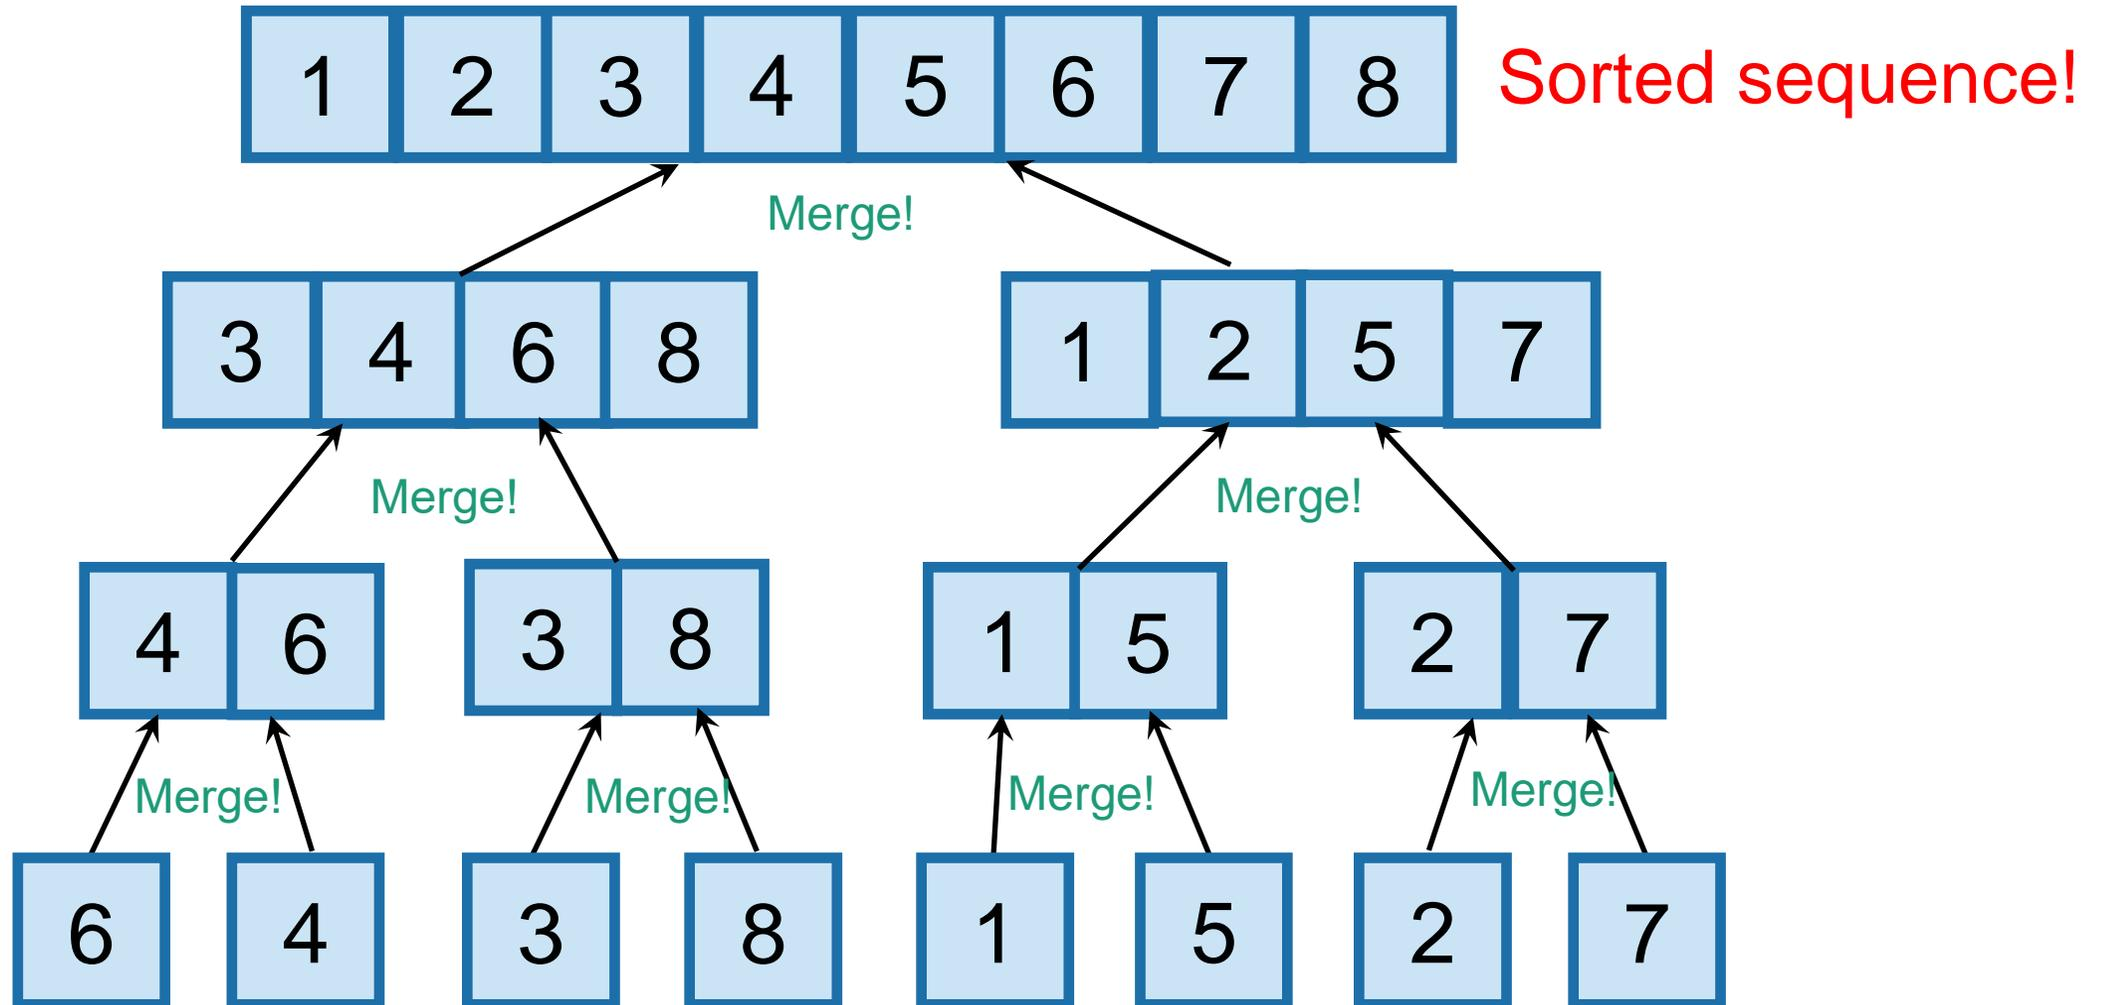 1 2 3 4 5 6 7 8 Sorted sequence!
Merge!
3 4 6 8 1 2 5 7
Merge! Merge!
4 6 3 8 1 5 2 7
Merge! Merge! Merge! Merge!
6 4 3 8 1 5 2 7